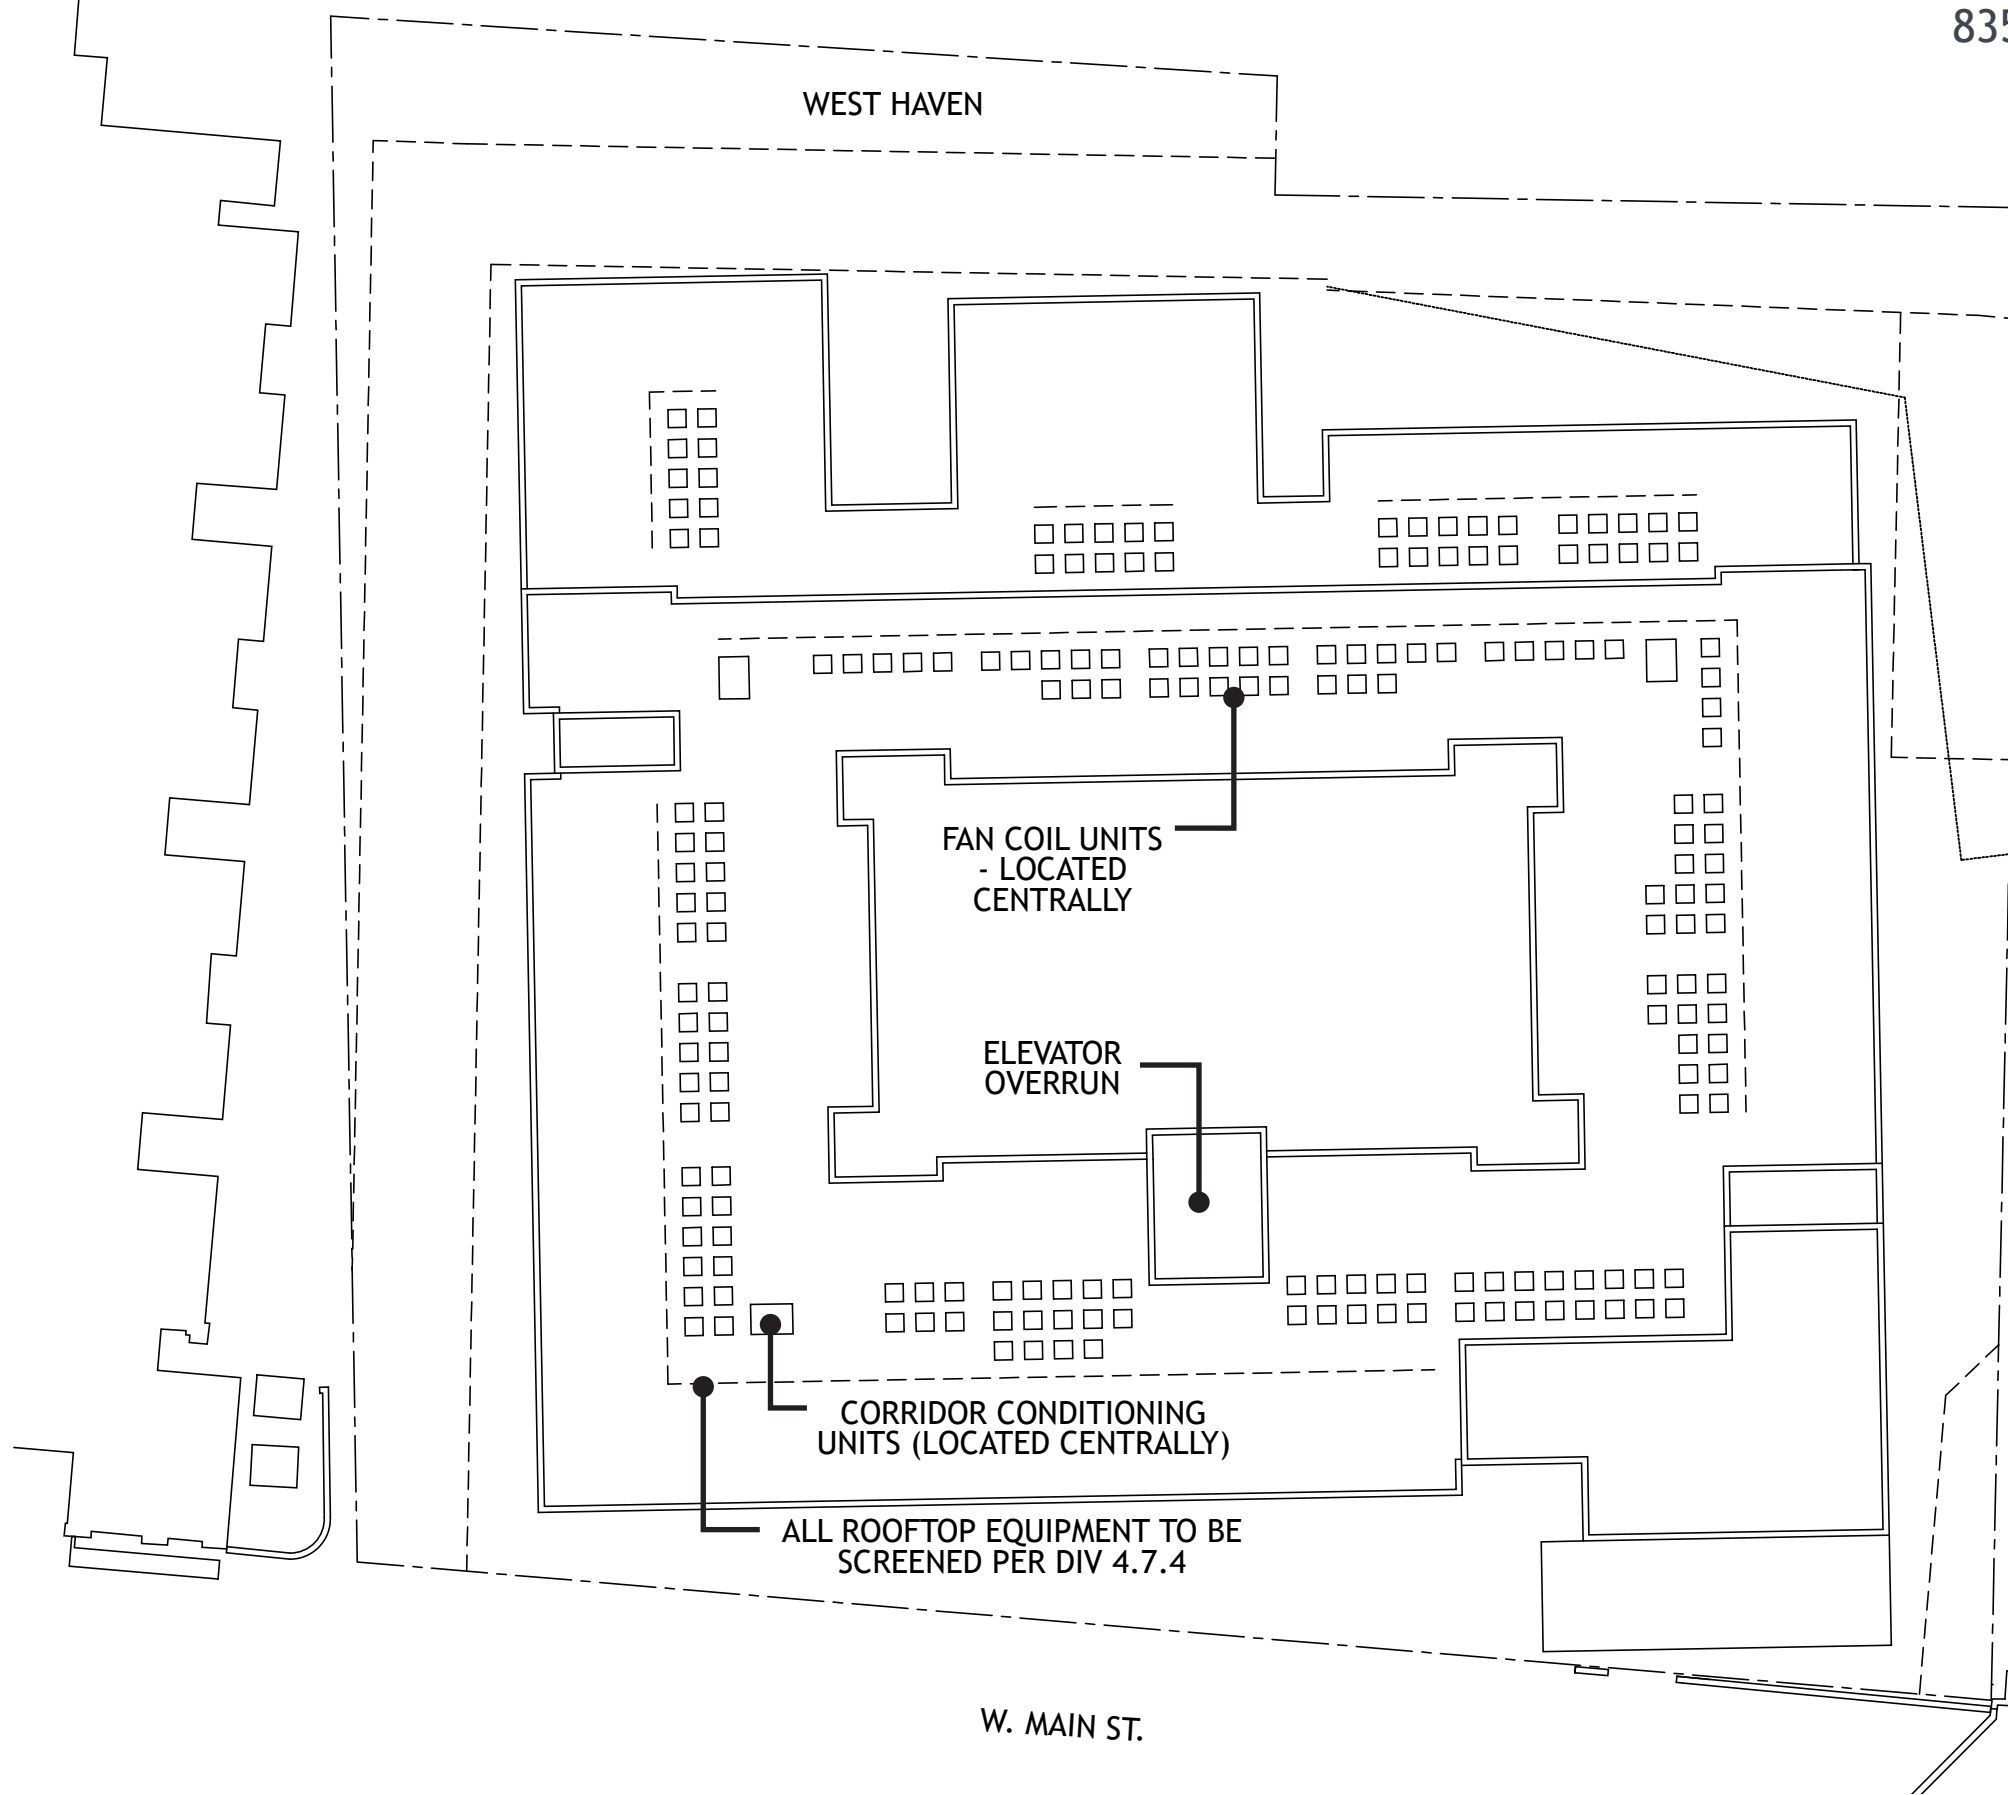 835
WEST HAVEN
FAN COIL UNITS
- LOCATED
CENTRALLY
ELEVATOR
OVERRUN
CORRIDOR CONDITIONING
UNITS (LOCATED CENTRALLY)
ALL ROOFTOP EQUIPMENT TO BE
SCREENED PER DIV 4.7.4
W. MAIN ST.